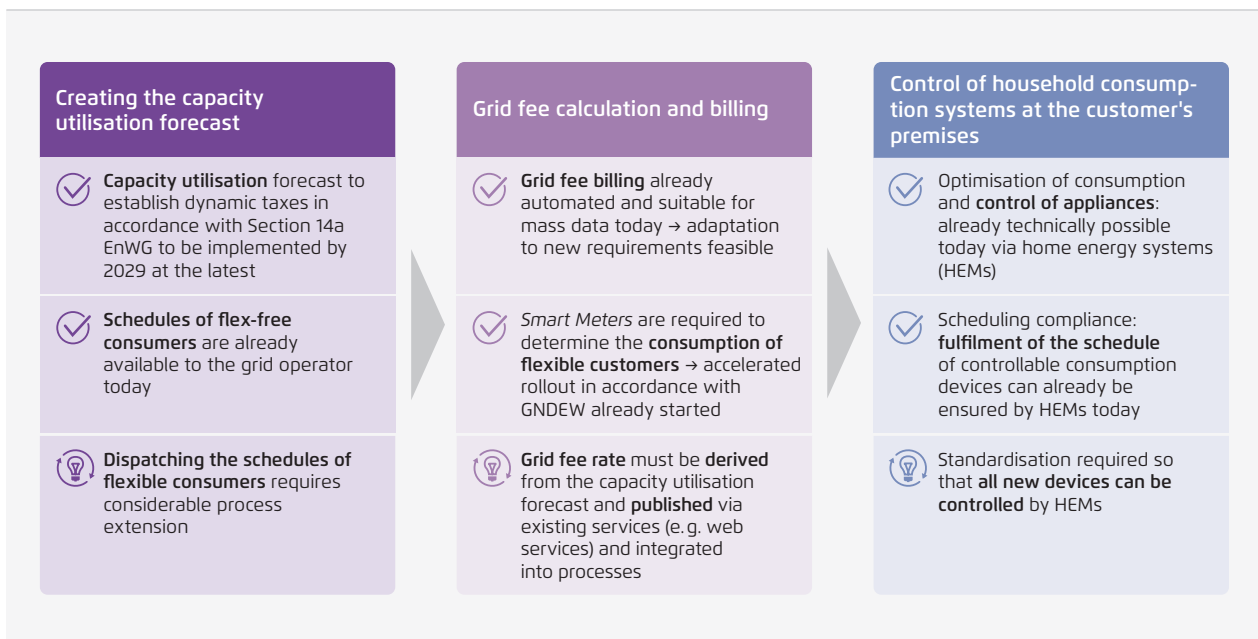 Creating the capacity
utilisation forecast
Capacity utilisation forecast to
establish dynamic taxes in
accordance with Section 14a
EnWG to be implemented by
2029 at the latest
Schedules of flex-free
consumers are already
available to the grid operator
today
Dispatching the schedules of
flexible consumers requires
considerable process
extension
Grid fee calculation and billing
Grid fee billing already
automated and suitable for
mass data today → adaptation
to new requirements feasible
Smart Meters are required to
determine the consumption of
flexible customers → accelerated
rollout in accordance with
GNDEW already started
Grid fee rate must be derived
from the capacity utilisation
forecast and published via
existing services (e. g. web
services) and integrated
into processes
Control of household consump-
tion systems at the customer's
premises
Optimisation of consumption
and control of appliances:
already technically possible
today via home energy systems
(HEMs)
Scheduling compliance:
fulfilment of the schedule
of controllable consumption
devices can already be
ensured by HEMs today
Standardisation required so
that all new devices can be
controlled by HEMs